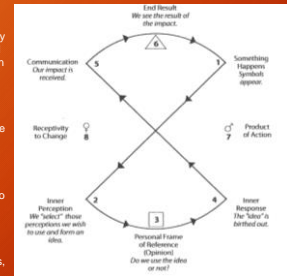 End Result
We see the result of
the impact.
6
Communication
Our impact is
received.
5
1
Something
Happens
Symbols
appear.
Receptivity
to Change
♀
8
♂
7
Product
of Action
Inner
Perception
We "select" those
perceptions we wish
to use and form an
idea.
2
3
Personal Frame
of Reference
(Opinion)
Do we use the idea
or not?
4
Inner
Response
The "idea" is
birthed out.